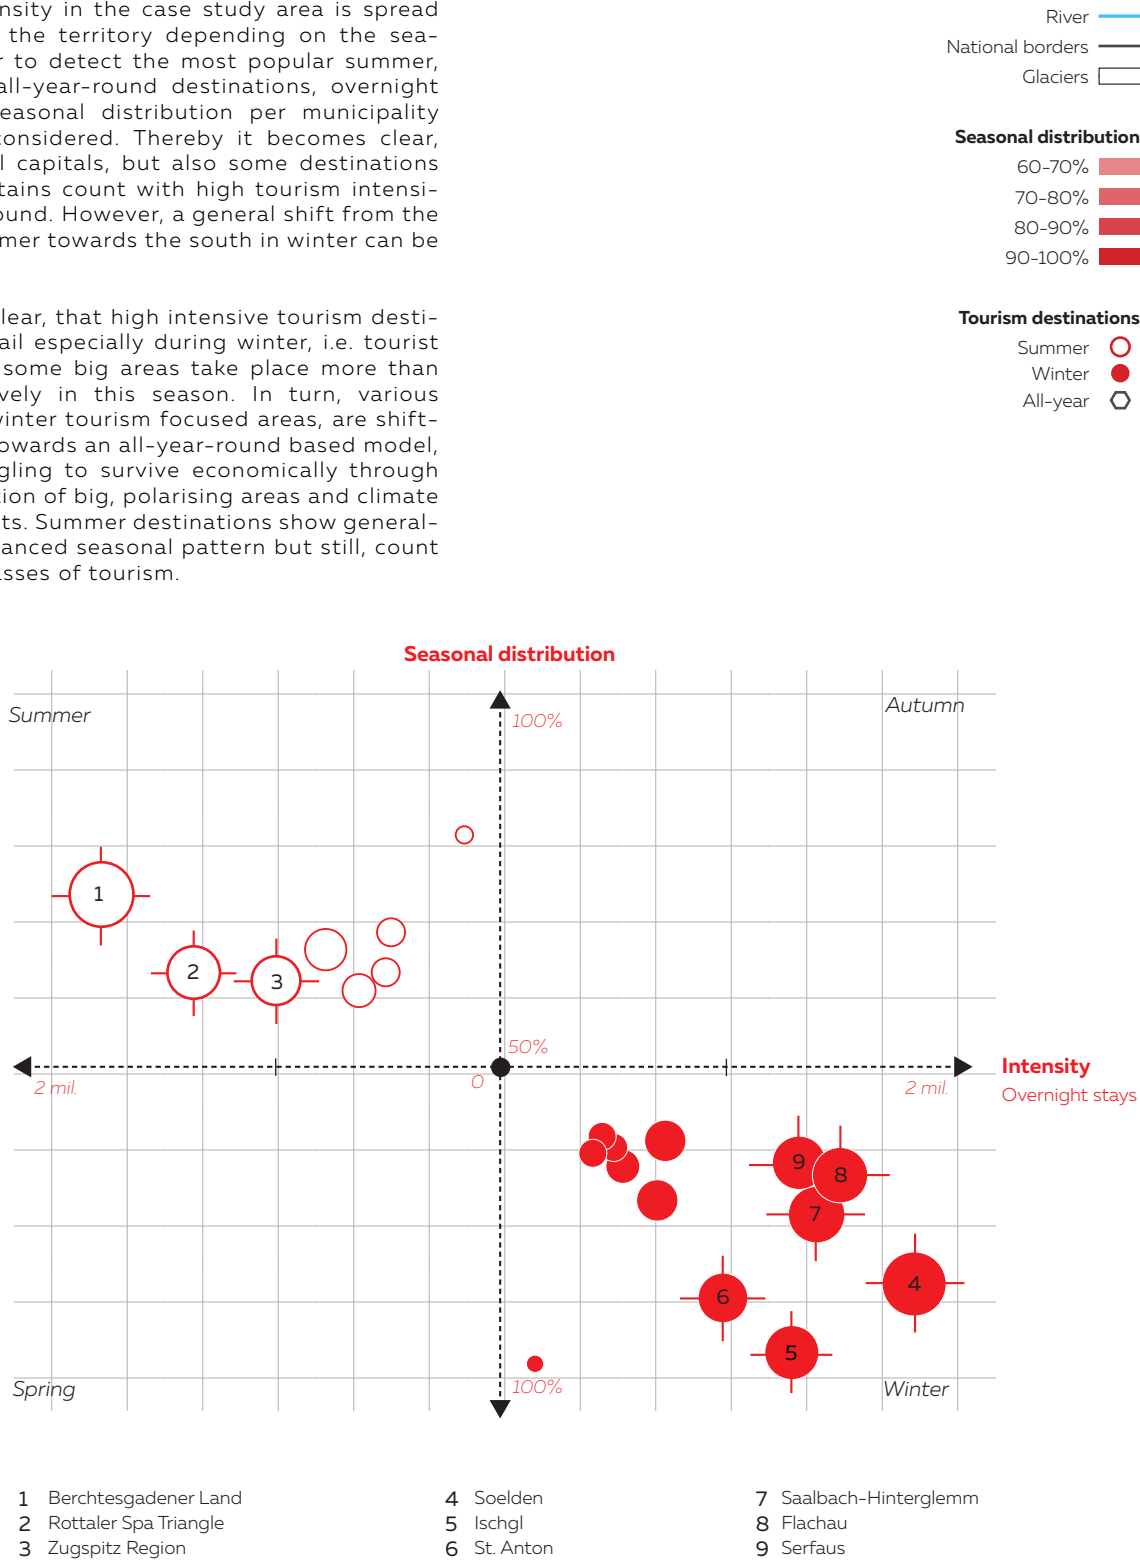 nsity in the case study area is spread
the territory depending on the sea-
r to detect the most popular summer,
all-year-round destinations, overnight
easonal distribution per municipality
onsidered. Thereby it becomes clear,
l capitals, but also some destinations
tains count with high tourism intensi-
ound. However, a general shift from the
mer towards the south in winter can be
lear, that high intensive tourism desti-
ail especially during winter, i.e. tourist
some big areas take place more than
vely in this season. In turn, various
winter tourism focused areas, are shift-
owards an all-year-round based model,
gling to survive economically through
tion of big, polarising areas and climate
ts. Summer destinations show general-
anced seasonal pattern but still, count
asses of tourism.
River
National borders
Glaciers
Seasonal distribution
60-70%
70-80%
80-90%
90-100%
Tourism destinations
Summer
Winter
All-year
Seasonal distribution
Summer
100%
Autumn
1
2
3
50%
Intensity
2 mil.
0
2 mil.
Overnight stays
9
8
7
4
6
5
Spring
100%
Winter
1 Berchtesgadener Land
2 Rottaler Spa Triangle
3 Zugspitz Region
4 Soelden
5 Ischgl
6 St. Anton
7 Saalbach-Hinterglemm
8 Flachau
9 Serfaus